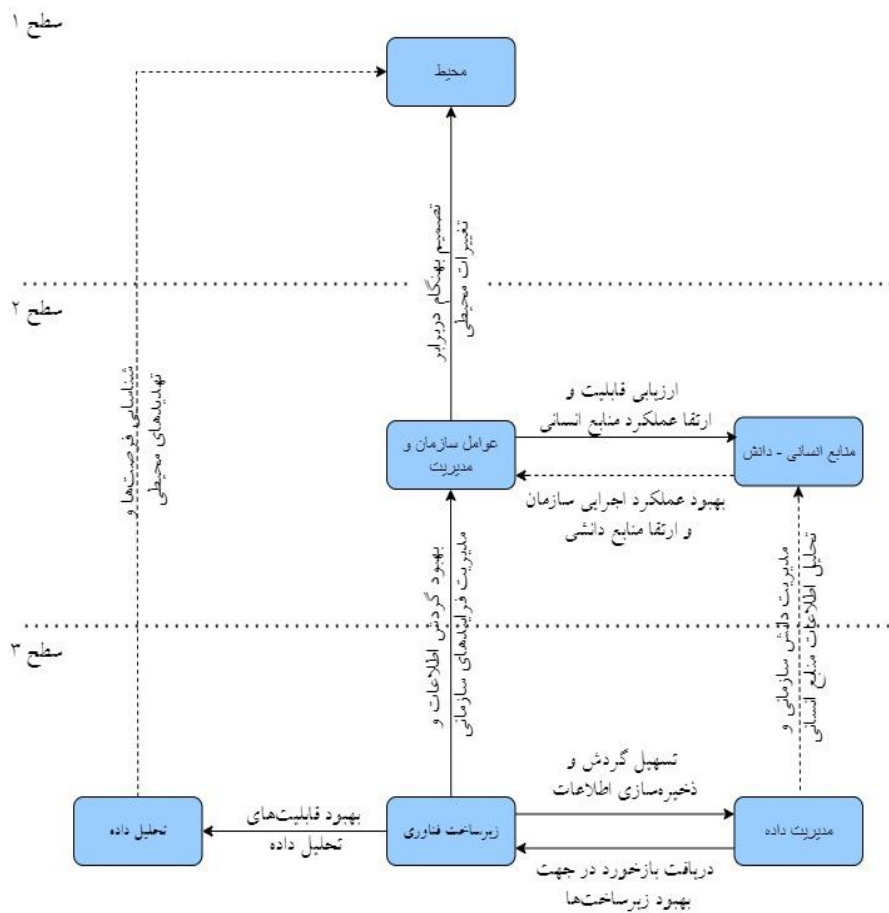 سطح ۱
محیط
تصمیم بهنگام دربرابر
تغییرات محیطی
سطح ۲
شناسایی فرصت‌ها و
تهدیدهای محیطی
ارزیابی قابلیت و
ارتقا عملکرد منابع انسانی
عوامل سازمان و
مدیریت
منابع انسانی - دانش
بهبود عملکرد اجرایی سازمان
و ارتقا منابع دانشی
بهبود گردش اطلاعات و
مدیریت فرایندهای سازمانی
مدیریت دانش سازمانی و
تحلیل اطلاعات منابع انسانی
سطح ۳
تسهیل گردش و
ذخیره‌سازی اطلاعات
تحلیل داده
بهبود قابلیت‌های
تحلیل داده
زیرساخت فناوری
مدیریت داده
دریافت بازخورد در جهت
بهبود زیرساخت‌ها